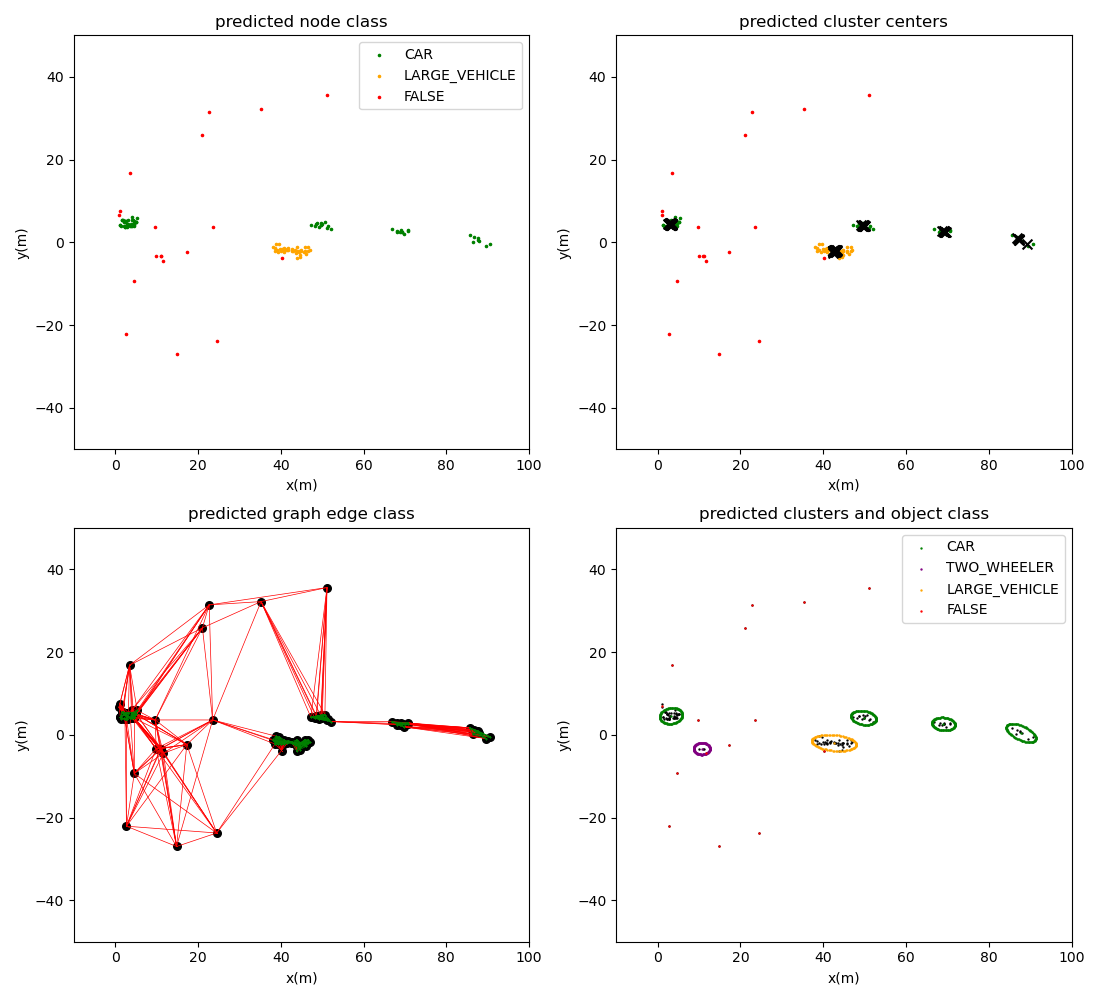 predicted node class
CAR
LARGE_VEHICLE
FALSE
40
20
0
−20
−40
y(m)
0 20 40 60 80 100
x(m)
predicted cluster centers
40
20
0
−20
−40
y(m)
0 20 40 60 80 100
x(m)
predicted graph edge class
40
20
0
−20
−40
y(m)
0 20 40 60 80 100
x(m)
predicted clusters and object class
CAR
TWO_WHEELER
LARGE_VEHICLE
FALSE
40
20
0
−20
−40
y(m)
0 20 40 60 80 100
x(m)